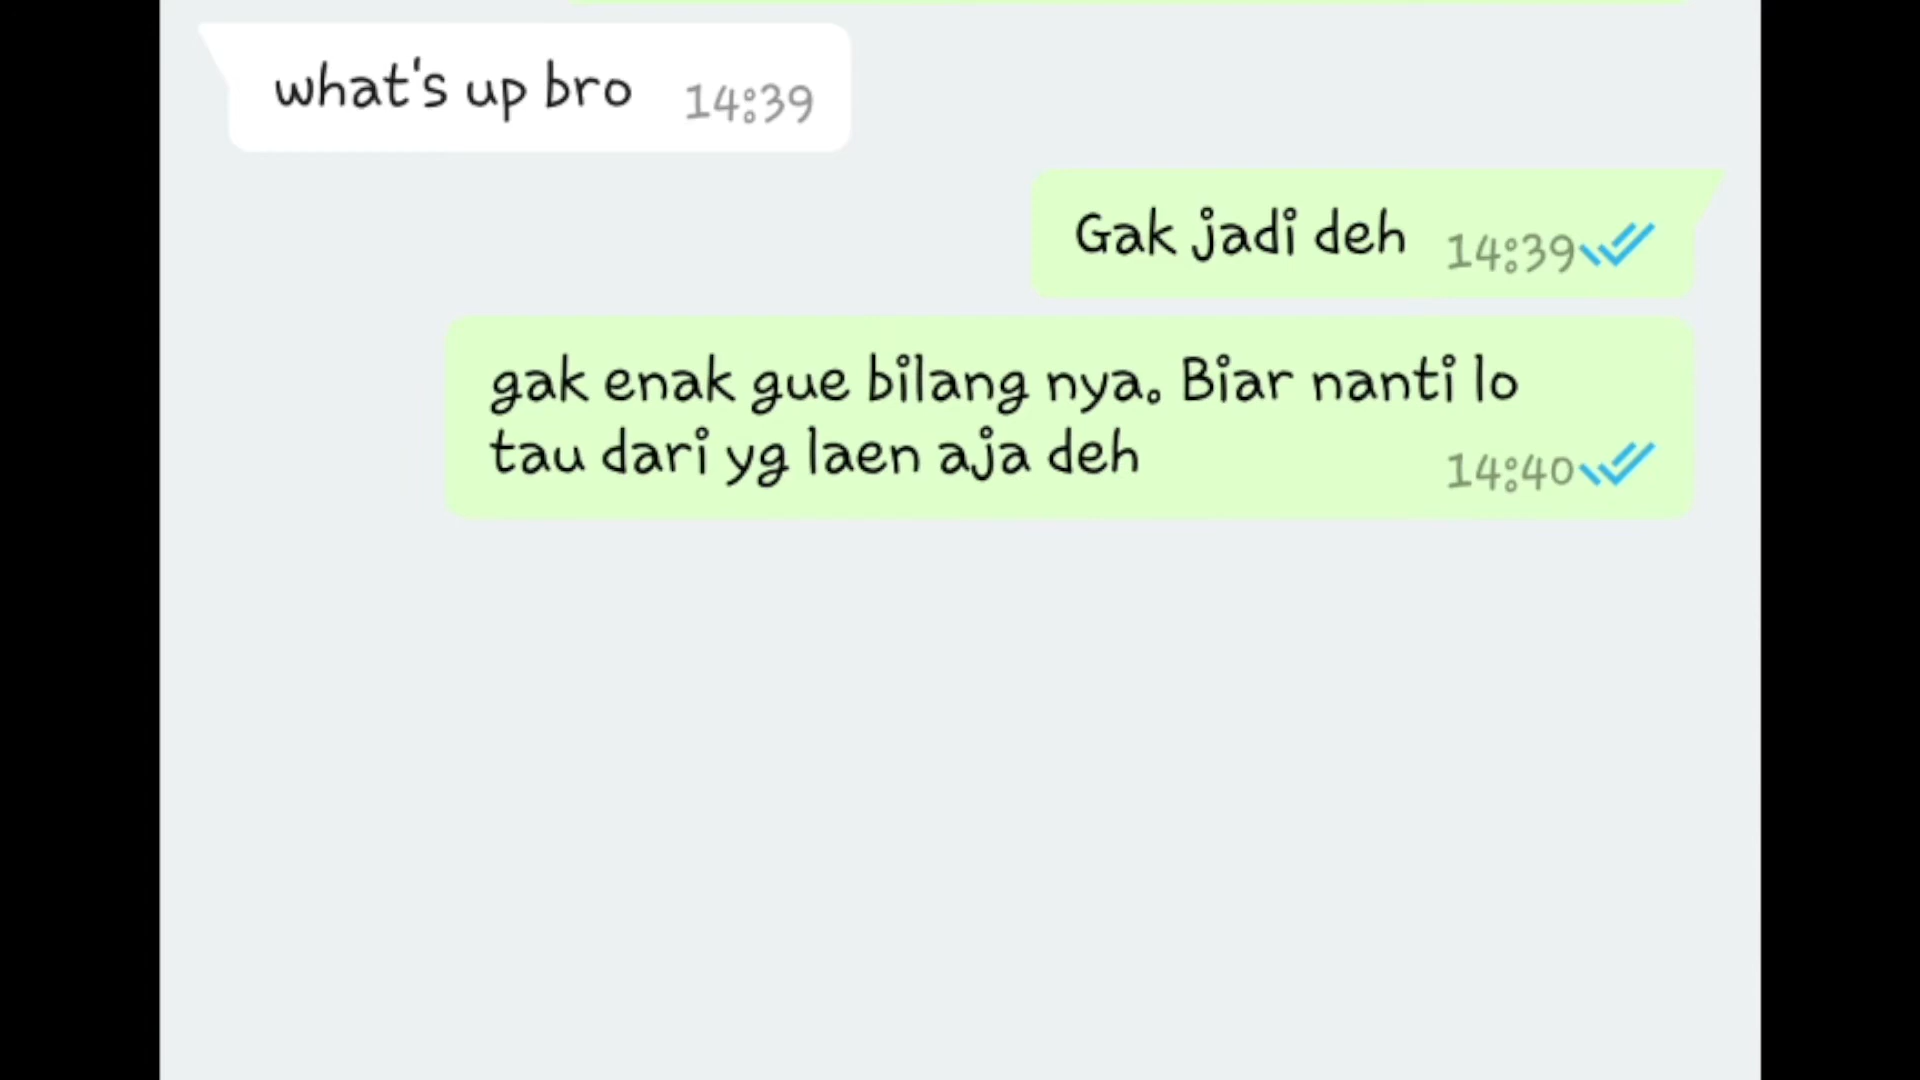 what's up bro 14:39
Gak jadi deh 14:39
gak enak gue bilang nya. Biar nanti lo
tau dari yg laen aja deh 14:40